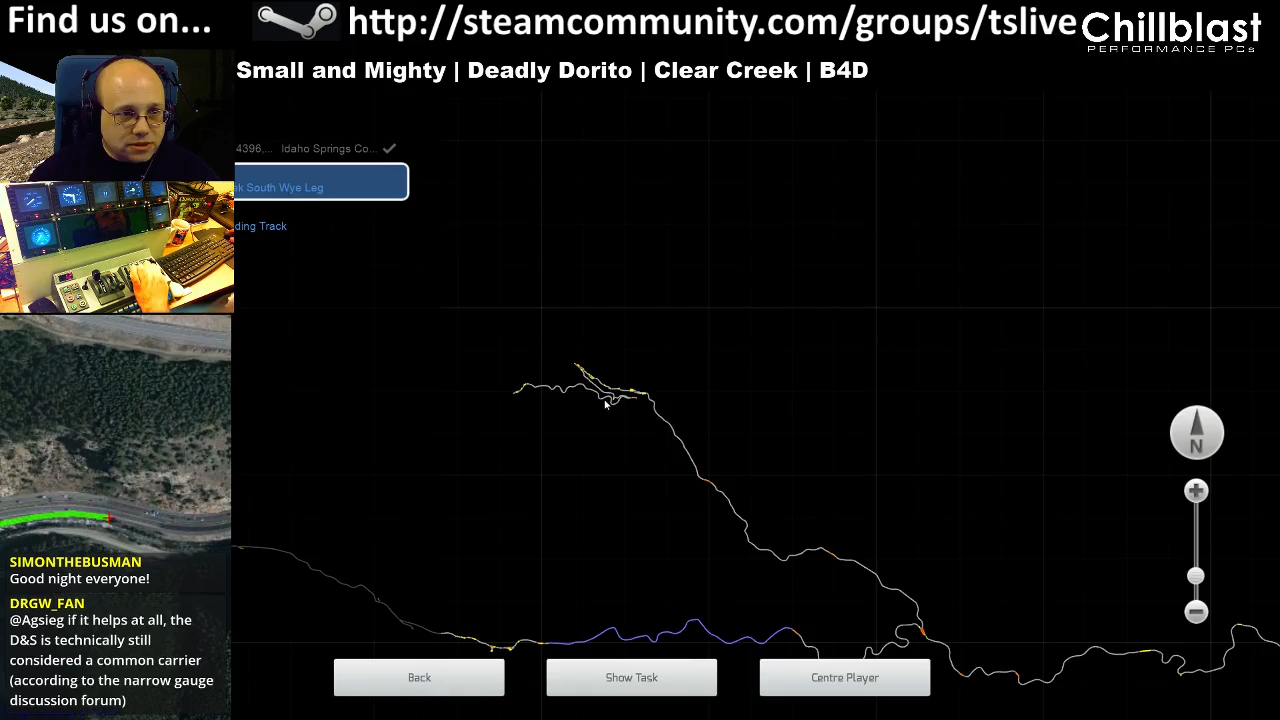 Find us on... http://steamcommunity.com/groups/tslive Chillblast
PERFORMANCE PCs
Small and Mighty | Deadly Dorito | Clear Creek | B4D
4396,... Idaho Springs Co...
ek South Wye Leg
ding Track
N
SIMONTHEBUSMAN
Good night everyone!
DRGW_FAN
@Agsieg if it helps at all, the
D&S is technically still
considered a common carrier
(according to the narrow gauge
discussion forum)
Back Show Task Centre Player